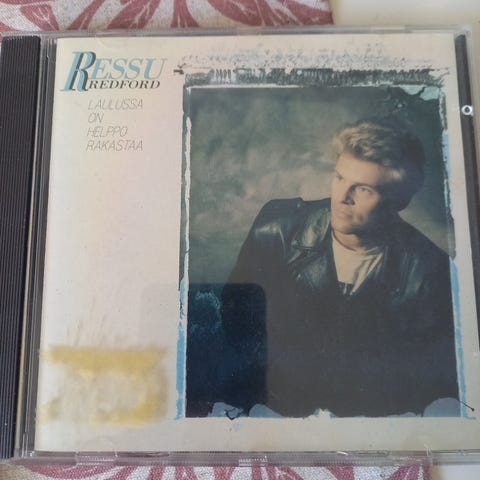 RESSU
REDFORD
LAULUSSA
ON
HELPPO
RAKASTAA